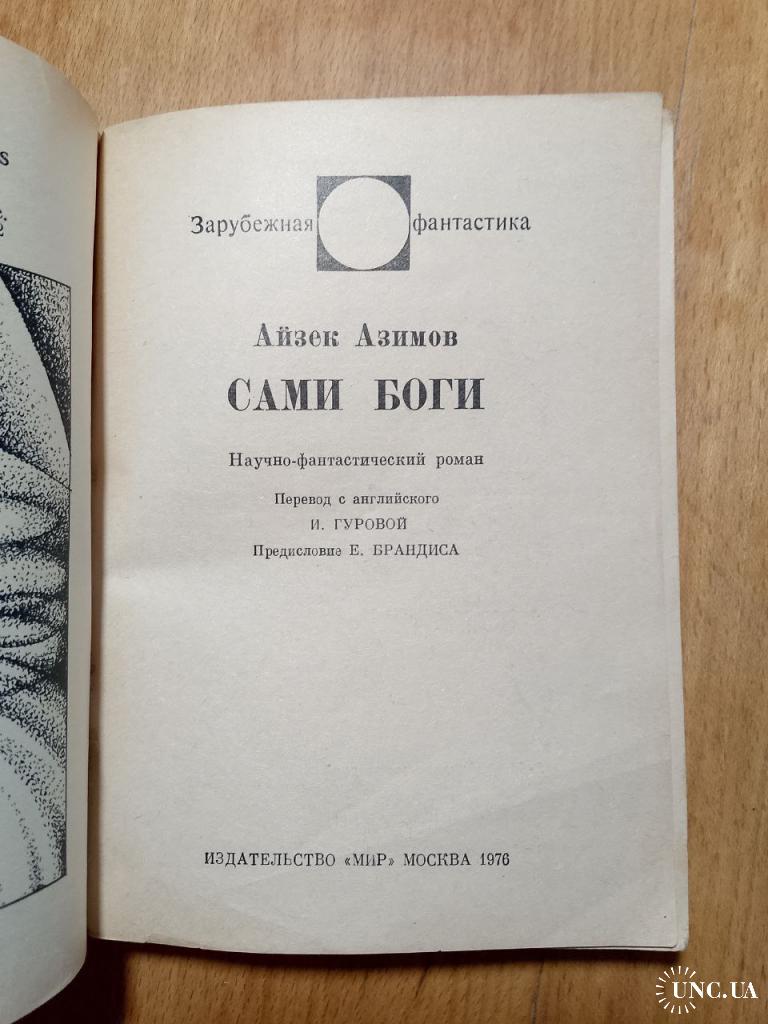 s
е.
2
Зарубежная фантастика
Айзек Азимов
САМИ БОГИ
Научно-фантастический роман
Перевод с английского
И. ГУРОВОЙ
Предисловие Е. БРАНДИСА
ИЗДАТЕЛЬСТВО «МИР» МОСКВА 1976
UNC.UA